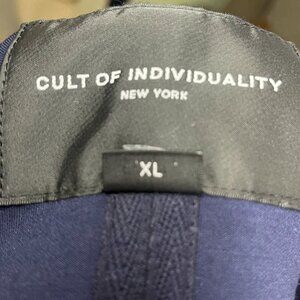 CULT OF INDIVIDUALITY
NEW YORK
XL